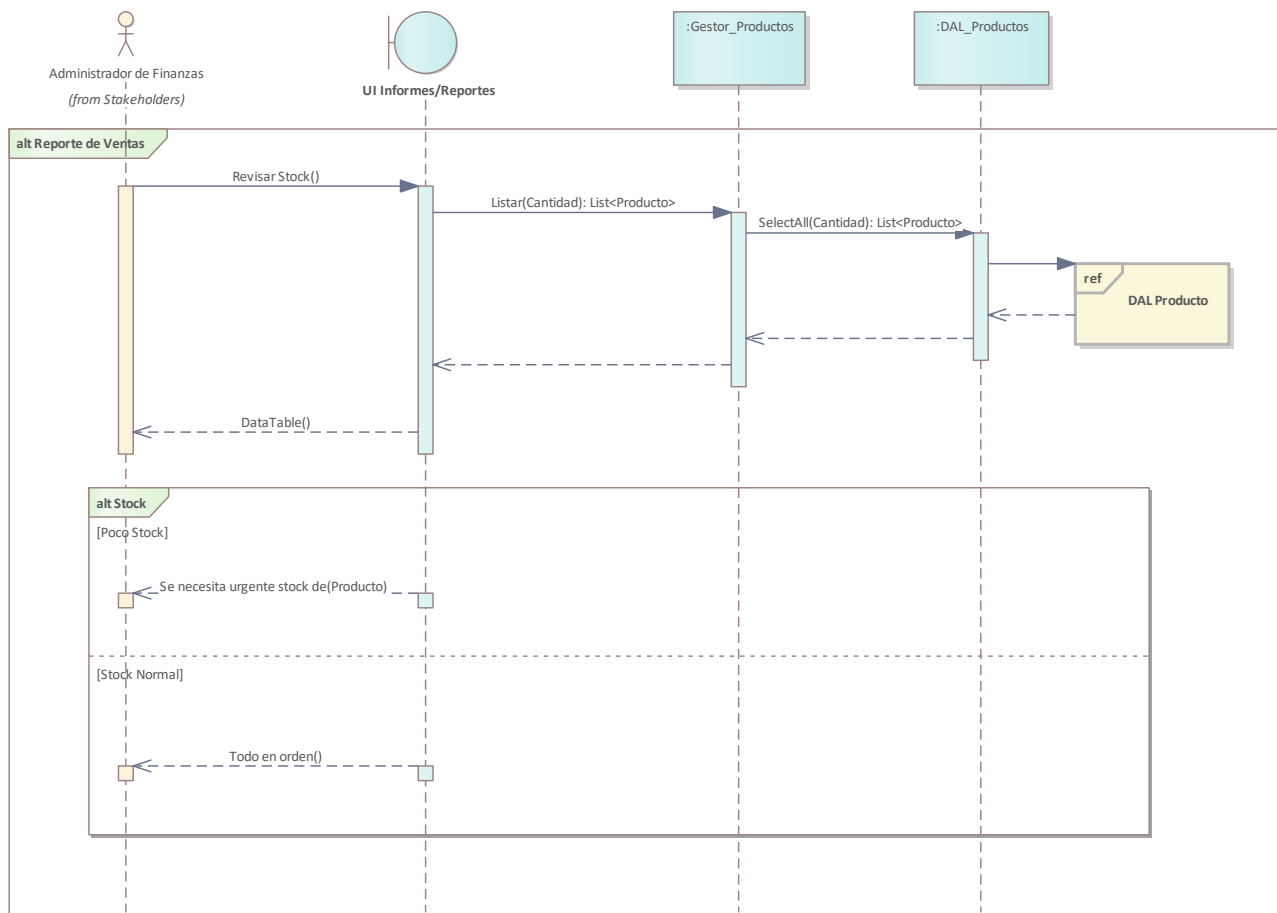 :Gestor_Productos
:DAL_Productos
Administrador de Finanzas
(from Stakeholders)
UI Informes/Reportes
alt Reporte de Ventas
Revisar Stock()
Listar(Cantidad): List<Producto>
SelectAll(Cantidad): List<Producto>
ref
DAL Producto
DataTable()
alt Stock
[Poco Stock]
Se necesita urgente stock de(Producto)
[Stock Normal]
Todo en orden()